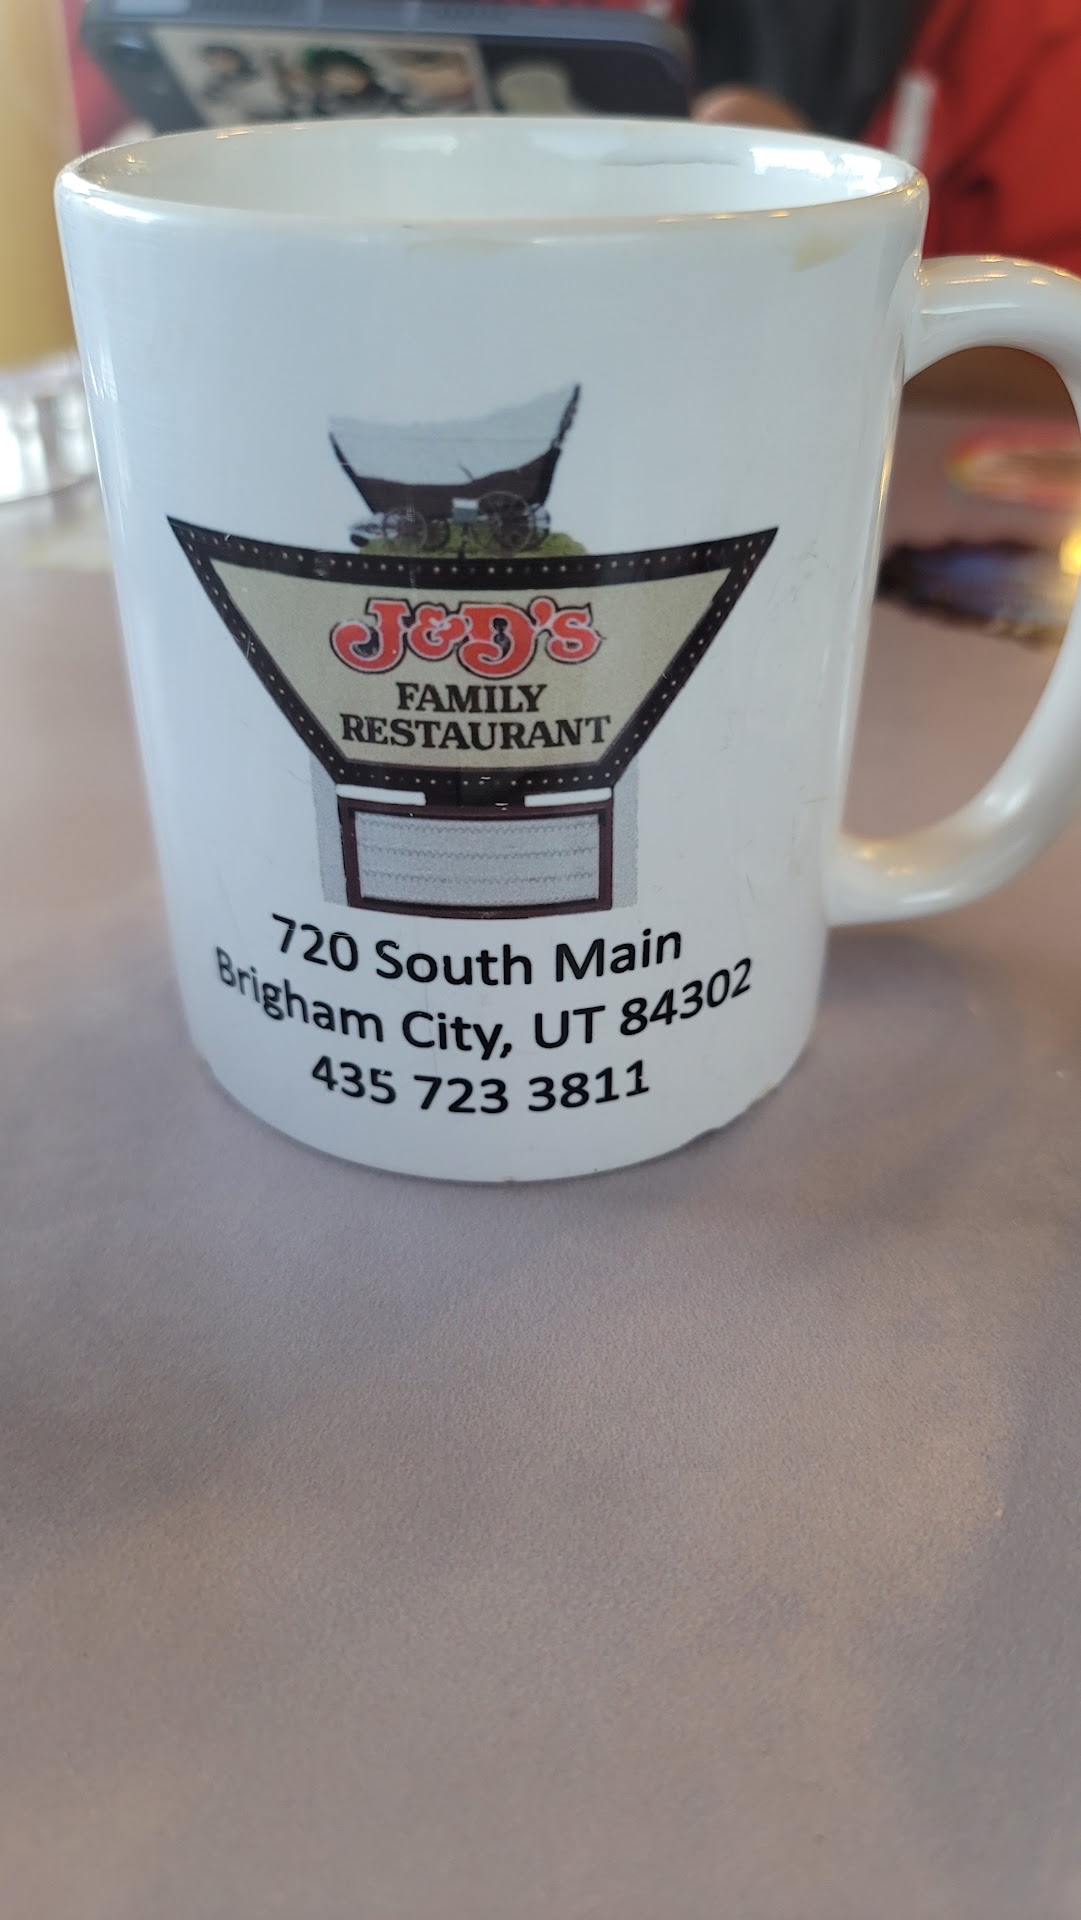 J&D's
FAMILY
RESTAURANT
720 South Main
Brigham City, UT 84302
435 723 3811